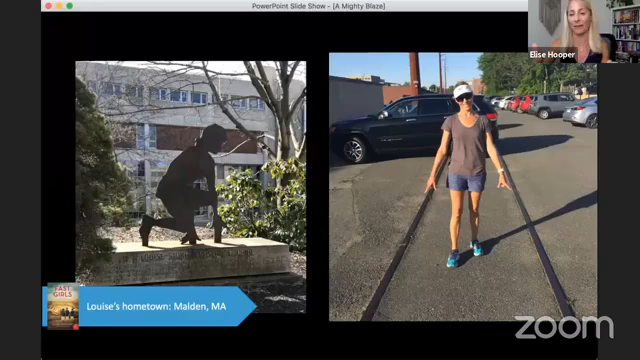 PowerPoint Slide Show - [A Mighty Blaze]
Elise Hooper
FAST
GIRLS
Louise's hometown: Malden, MA
zoom